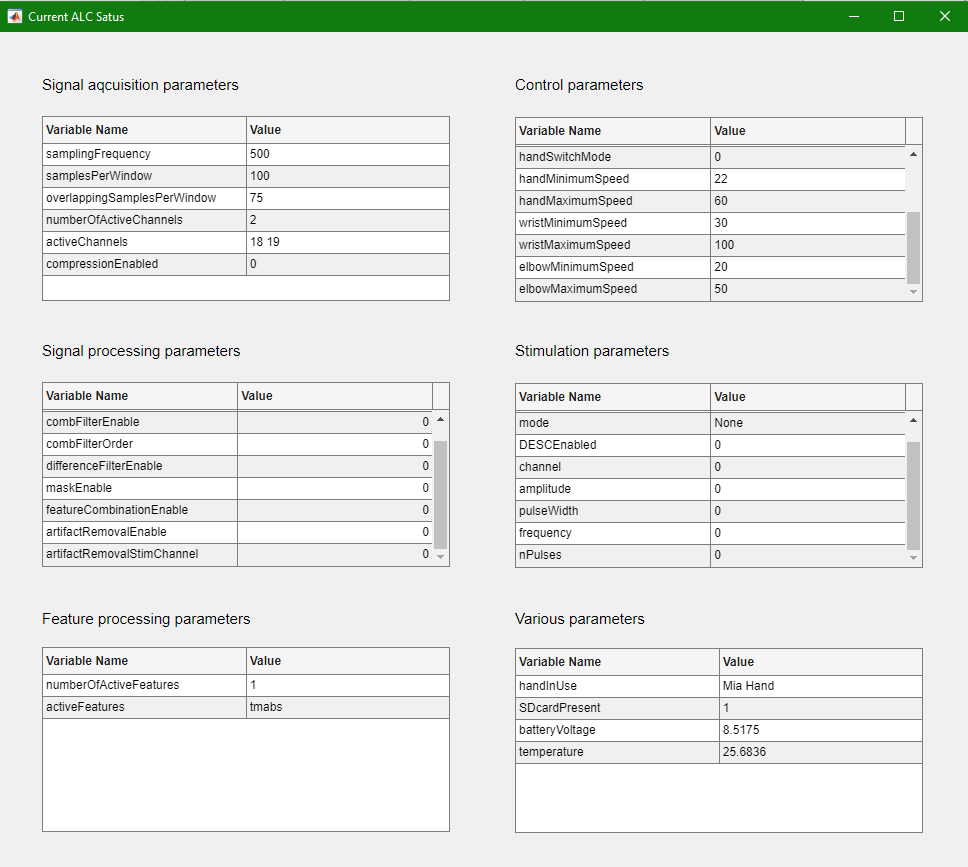 Current ALC Satus
Signal aqcuisition parameters
Variable Name Value
samplingFrequency 500
samplesPerWindow 100
overlappingSamplesPerWindow 75
numberOfActiveChannels 2
activeChannels 18 19
compressionEnabled 0
Control parameters
Variable Name Value
handSwitchMode 0
handMinimumSpeed 22
handMaximumSpeed 60
wristMinimumSpeed 30
wristMaximumSpeed 100
elbowMinimumSpeed 20
elbowMaximumSpeed 50
Signal processing parameters
Variable Name Value
combFilterEnable 0
combFilterOrder 0
differenceFilterEnable 0
maskEnable 0
featureCombinationEnable 0
artifactRemovalEnable 0
artifactRemovalStimChannel 0
Stimulation parameters
Variable Name Value
mode None
DESCEnabled 0
channel 0
amplitude 0
pulseWidth 0
frequency 0
nPulses 0
Feature processing parameters
Variable Name Value
numberOfActiveFeatures 1
activeFeatures tmabs
Various parameters
Variable Name Value
handInUse Mia Hand
SDcardPresent 1
batteryVoltage 8.5175
temperature 25.6836